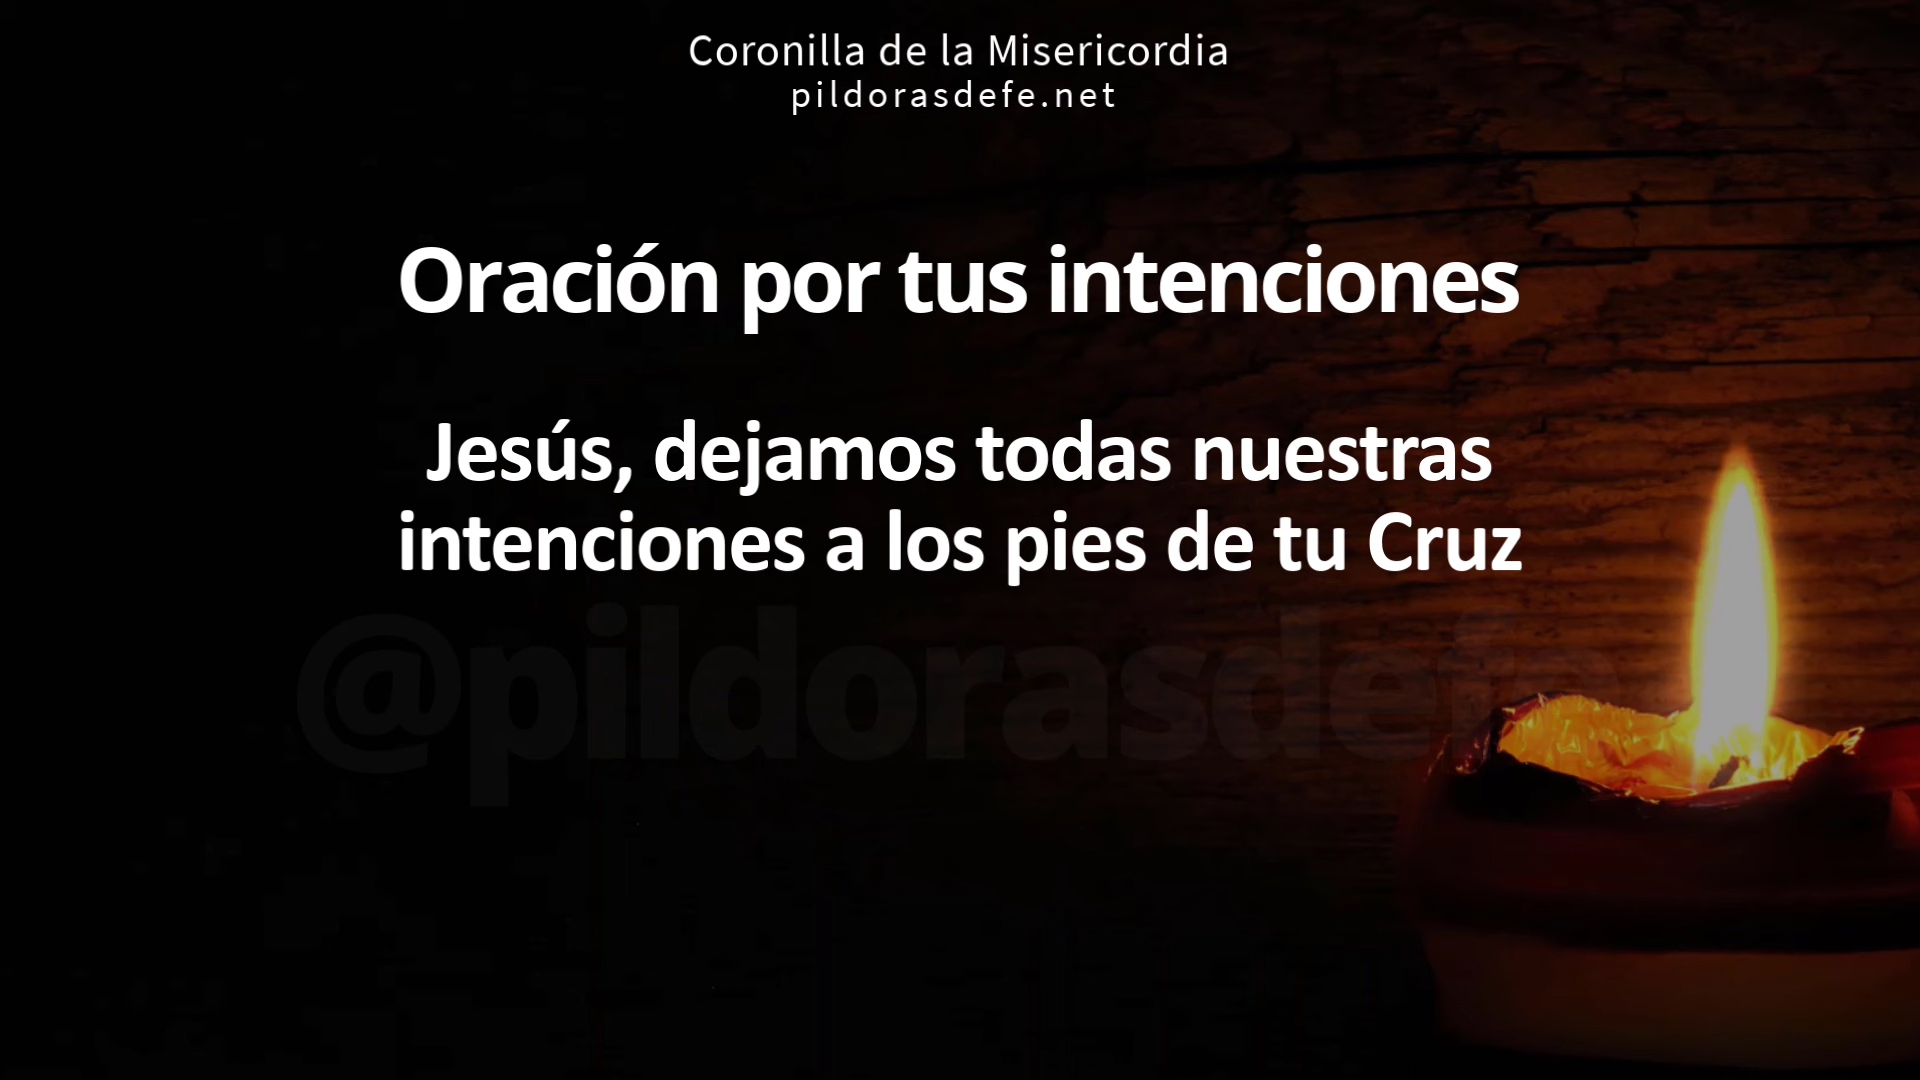 Coronilla de la Misericordia
pildorasdefe.net
Oración por tus intenciones
Jesús, dejamos todas nuestras
intenciones a los pies de tu Cruz
@pildorasdefe